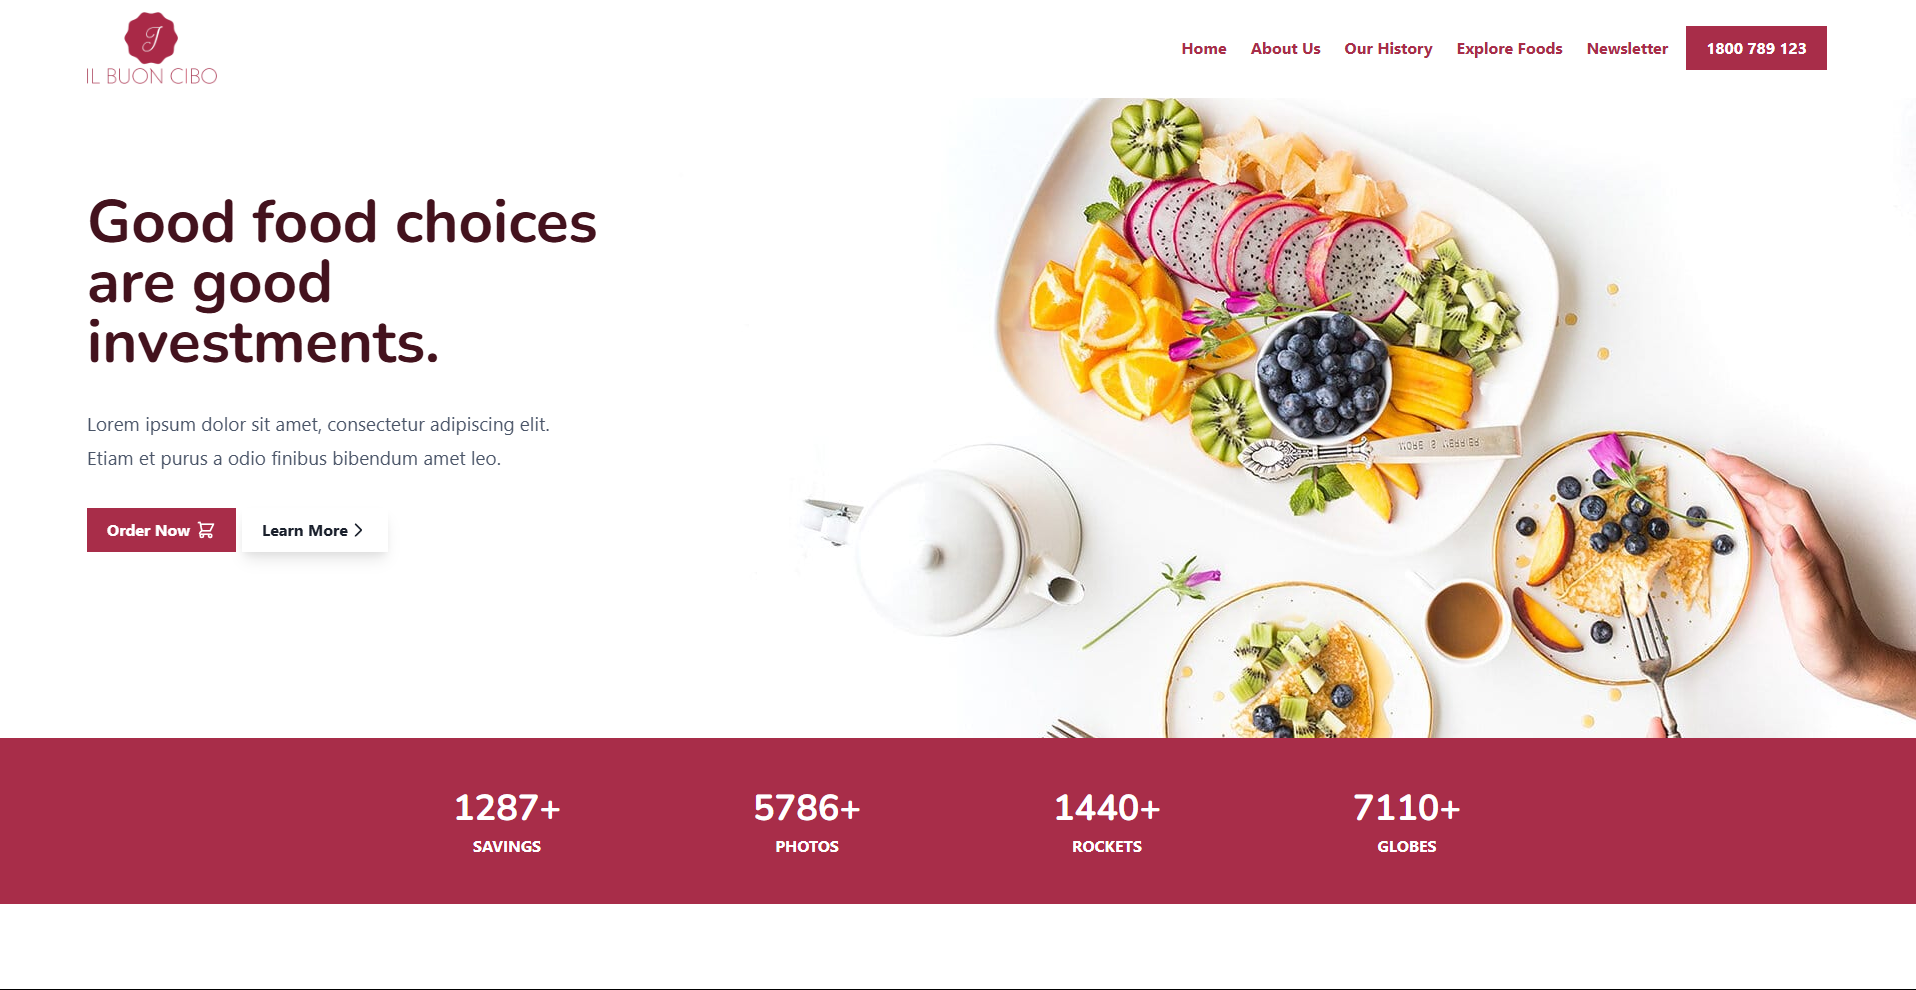 IL BUON CIBO
Home About Us Our History Explore Foods Newsletter 1800 789 123
Good food choices
are good
investments.
Lorem ipsum dolor sit amet, consectetur adipiscing elit.
Etiam et purus a odio finibus bibendum amet leo.
Order Now Learn More
1287+ 5786+ 1440+ 7110+
SAVINGS PHOTOS ROCKETS GLOBES